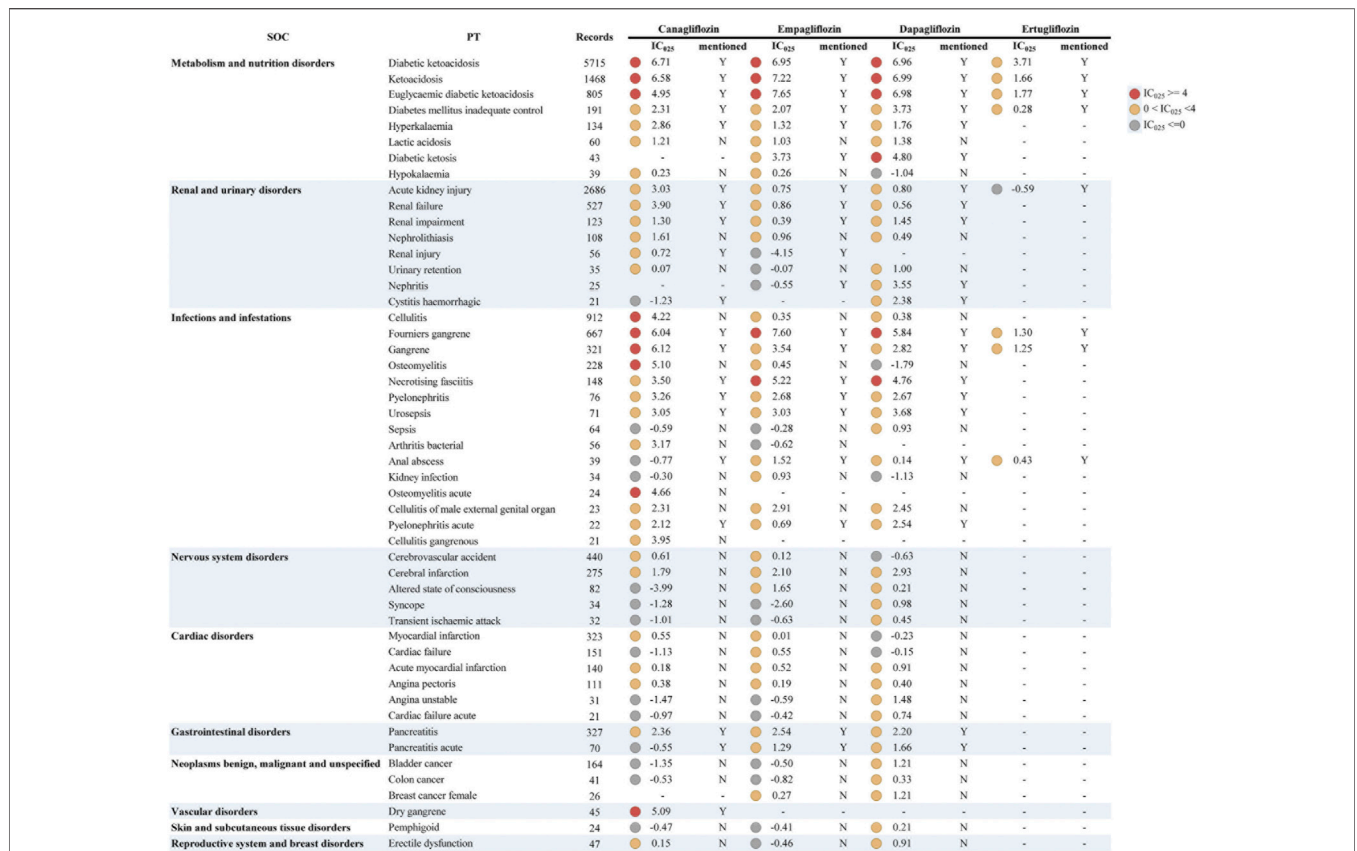 SOC PT Records Canagliflozin Empagliflozin Dapagliflozin Ertugliflozin
IC025 mentioned IC025 mentioned IC025 mentioned IC025 mentioned
Metabolism and nutrition disorders Diabetic ketoacidosis 5715 6.71 Y 6.95 Y 6.96 Y 3.71 Y
Ketoacidosis 1468 6.58 Y 7.22 Y 6.99 Y 1.66 Y
Euglycaemic diabetic ketoacidosis 805 4.95 Y 7.65 Y 6.98 Y 1.77 Y
Diabetes mellitus inadequate control 191 2.31 Y 2.07 Y 3.73 Y 0.28 Y
Hyperkalaemia 134 2.86 Y 1.32 Y 1.76 Y - -
Lactic acidosis 60 1.21 N 1.03 N 1.38 N - -
Diabetic ketosis 43 - - 3.73 Y 4.80 Y - -
Hypokalaemia 39 0.23 N 0.26 N -1.04 N - -
Renal and urinary disorders Acute kidney injury 2686 3.03 Y 0.75 Y 0.80 Y -0.59 Y
Renal failure 527 3.90 Y 0.86 Y 0.56 Y - -
Renal impairment 123 1.30 Y 0.39 Y 1.45 Y - -
Nephrolithiasis 108 1.61 N 0.96 N 0.49 N - -
Renal injury 56 0.72 Y -4.15 Y - - - -
Urinary retention 35 0.07 N -0.07 N 1.00 N - -
Nephritis 25 - - -0.55 Y 3.55 Y - -
Cystitis haemorrhagic 21 -1.23 Y - - 2.38 Y - -
Infections and infestations Cellulitis 912 4.22 N 0.35 N 0.38 N - -
Fourniers gangrene 667 6.04 Y 7.60 Y 5.84 Y 1.30 Y
Gangrene 321 6.12 Y 3.54 Y 2.82 Y 1.25 Y
Osteomyelitis 228 5.10 N 0.45 N -1.79 N - -
Necrotising fasciitis 148 3.50 Y 5.22 Y 4.76 Y - -
Pyelonephritis 76 3.26 Y 2.68 Y 2.67 Y - -
Urosepsis 71 3.05 Y 3.03 Y 3.68 Y - -
Sepsis 64 -0.59 N -0.28 N 0.93 N - -
Arthritis bacterial 56 3.17 N -0.62 N - - - -
Anal abscess 39 -0.77 Y 1.52 Y 0.14 Y 0.43 Y
Kidney infection 34 -0.30 N 0.93 N -1.13 N - -
Osteomyelitis acute 24 4.66 N - - - - - -
Cellulitis of male external genital organ 23 2.31 N 2.91 N 2.45 N - -
Pyelonephritis acute 22 2.12 Y 0.69 Y 2.54 Y - -
Cellulitis gangrenous 21 3.95 N - - - - - -
Nervous system disorders Cerebrovascular accident 440 0.61 N 0.12 N -0.63 N - -
Cerebral infarction 275 1.79 N 2.10 N 2.93 N - -
Altered state of consciousness 82 -3.99 N 1.65 N 0.21 N - -
Syncope 34 -1.28 N -2.60 N 0.98 N - -
Transient ischaemic attack 32 -1.01 N -0.63 N 0.45 N - -
Cardiac disorders Myocardial infarction 323 0.55 N 0.01 N -0.23 N - -
Cardiac failure 151 -1.13 N 0.55 N -0.15 N - -
Acute myocardial infarction 140 0.18 N 0.52 N 0.91 N - -
Angina pectoris 111 0.38 N 0.19 N 0.40 N - -
Angina unstable 31 -1.47 N -0.59 N 1.48 N - -
Cardiac failure acute 21 -0.97 N -0.42 N 0.74 N - -
Gastrointestinal disorders Pancreatitis 327 2.36 Y 2.54 Y 2.20 Y - -
Pancreatitis acute 70 -0.55 Y 1.29 Y 1.66 Y - -
Neoplasms benign, malignant and unspecified Bladder cancer 164 -1.35 N -0.50 N 1.21 N - -
Colon cancer 41 -0.53 N -0.82 N 0.33 N - -
Breast cancer female 26 - - 0.27 N 1.21 N - -
Vascular disorders Dry gangrene 45 5.09 Y - - - - - -
Skin and subcutaneous tissue disorders Pemphigoid 24 -0.47 N -0.41 N 0.21 N - -
Reproductive system and breast disorders Erectile dysfunction 47 0.15 N -0.46 N 0.91 N - -
IC025 >= 4
0 < IC025 <4
IC025 <=0